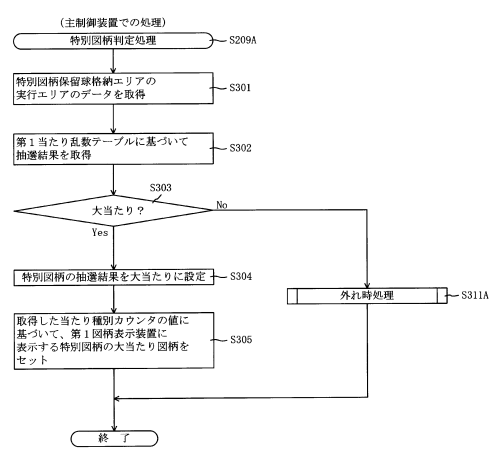 (主制御装置での処理)
特別図柄判定処理
S209A
特別図柄保留球格納エリアの
実行エリアのデータを取得
S301
第1当たり乱数テーブルに基づいて
抽選結果を取得
S302
S303
大当たり?
No
Yes
特別図柄の抽選結果を大当たりに設定
S304
外れ時処理
S311A
取得した当たり種別カウンタの値に
基づいて、第1図柄表示装置に
表示する特別図柄の大当たり図柄を
セット
S305
終 了